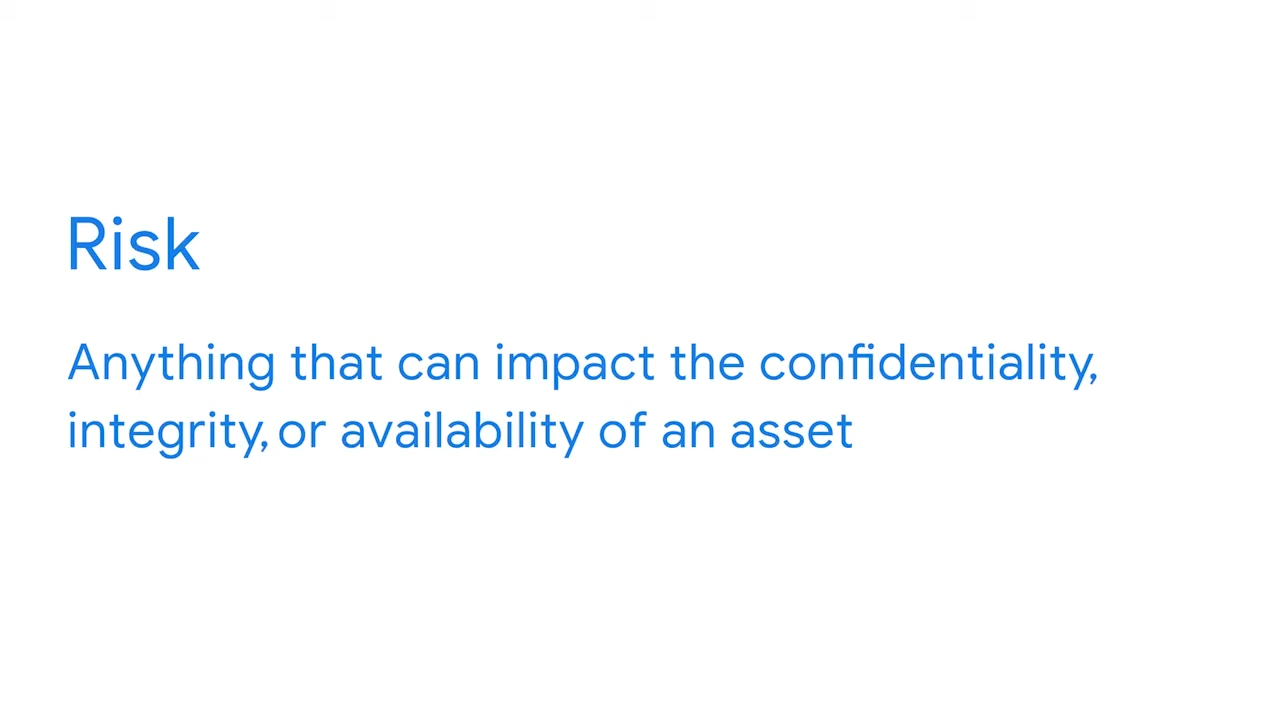 Risk
Anything that can impact the confidentiality,
integrity, or availability of an asset